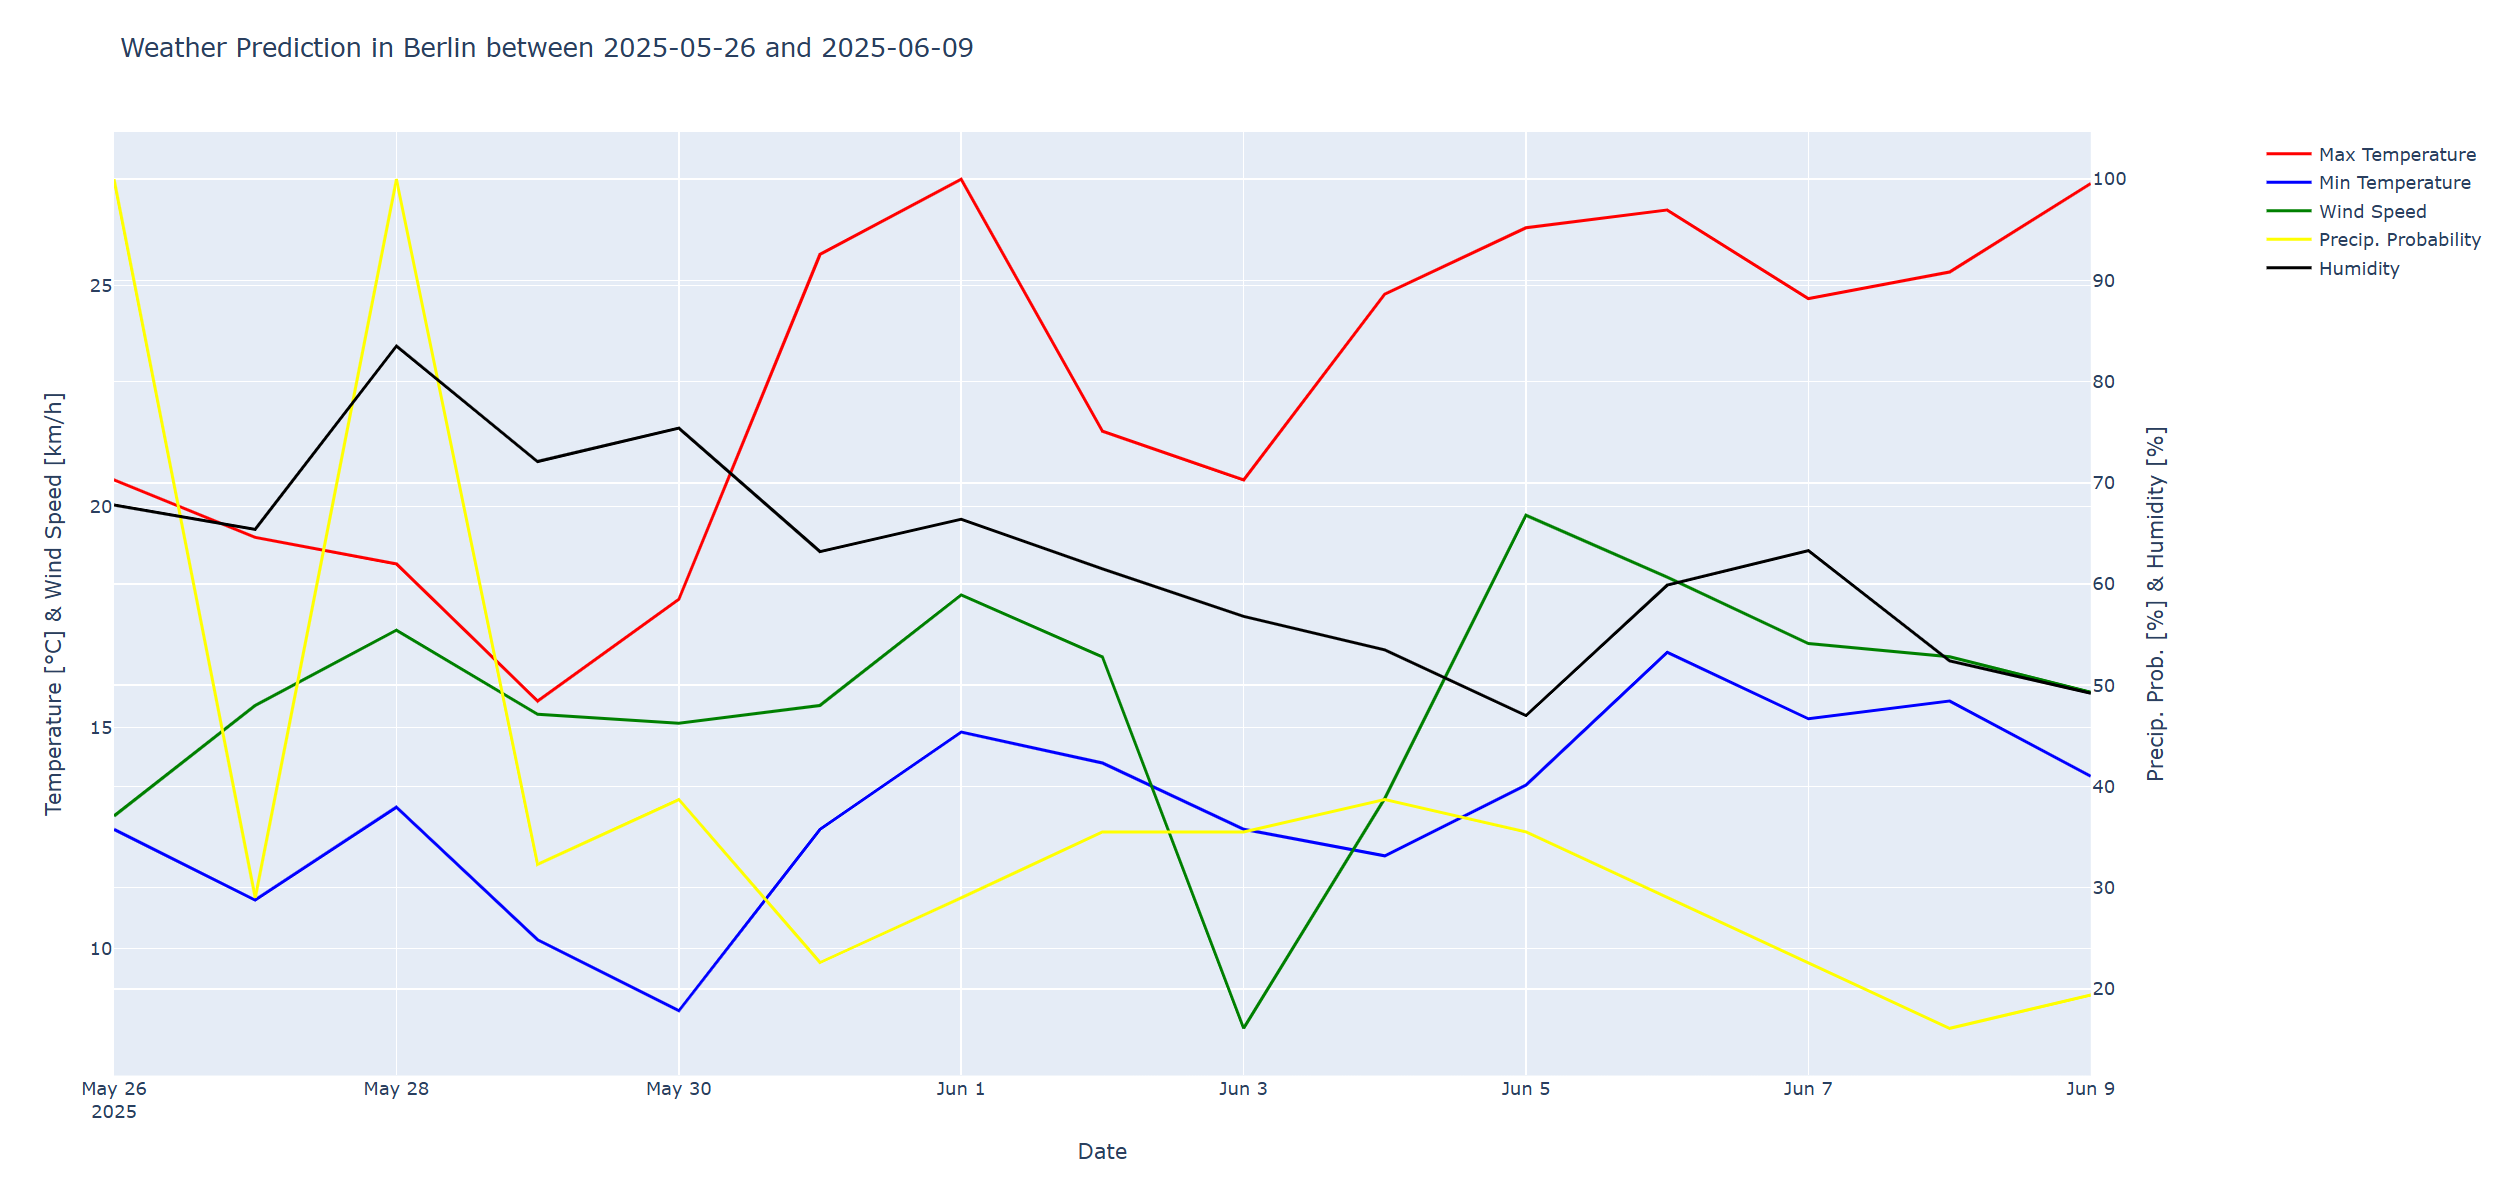 Weather Prediction in Berlin between 2025-05-26 and 2025-06-09
Temperature [°C] & Wind Speed [km/h]
25
20
15
10
100
90
80
70
60
50
40
30
20
Precip. Prob. [%] & Humidity [%]
May 26
2025
May 28
May 30
Jun 1
Jun 3
Jun 5
Jun 7
Jun 9
Date
Max Temperature
Min Temperature
Wind Speed
Precip. Probability
Humidity